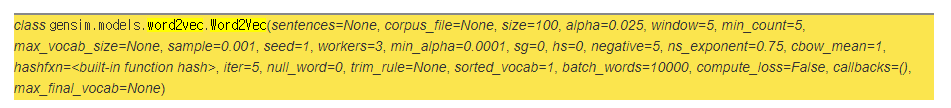 class gensim.models.word2vec.Word2Vec(sentences=None, corpus_file=None, size=100, alpha=0.025, window=5, min_count=5,
max_vocab_size=None, sample=0.001, seed=1, workers=3, min_alpha=0.0001, sg=0, hs=0, negative=5, ns_exponent=0.75, cbow_mean=1,
hashfxn=<built-in function hash>, iter=5, null_word=0, trim_rule=None, sorted_vocab=1, batch_words=10000, compute_loss=False, callbacks=(),
max_final_vocab=None)